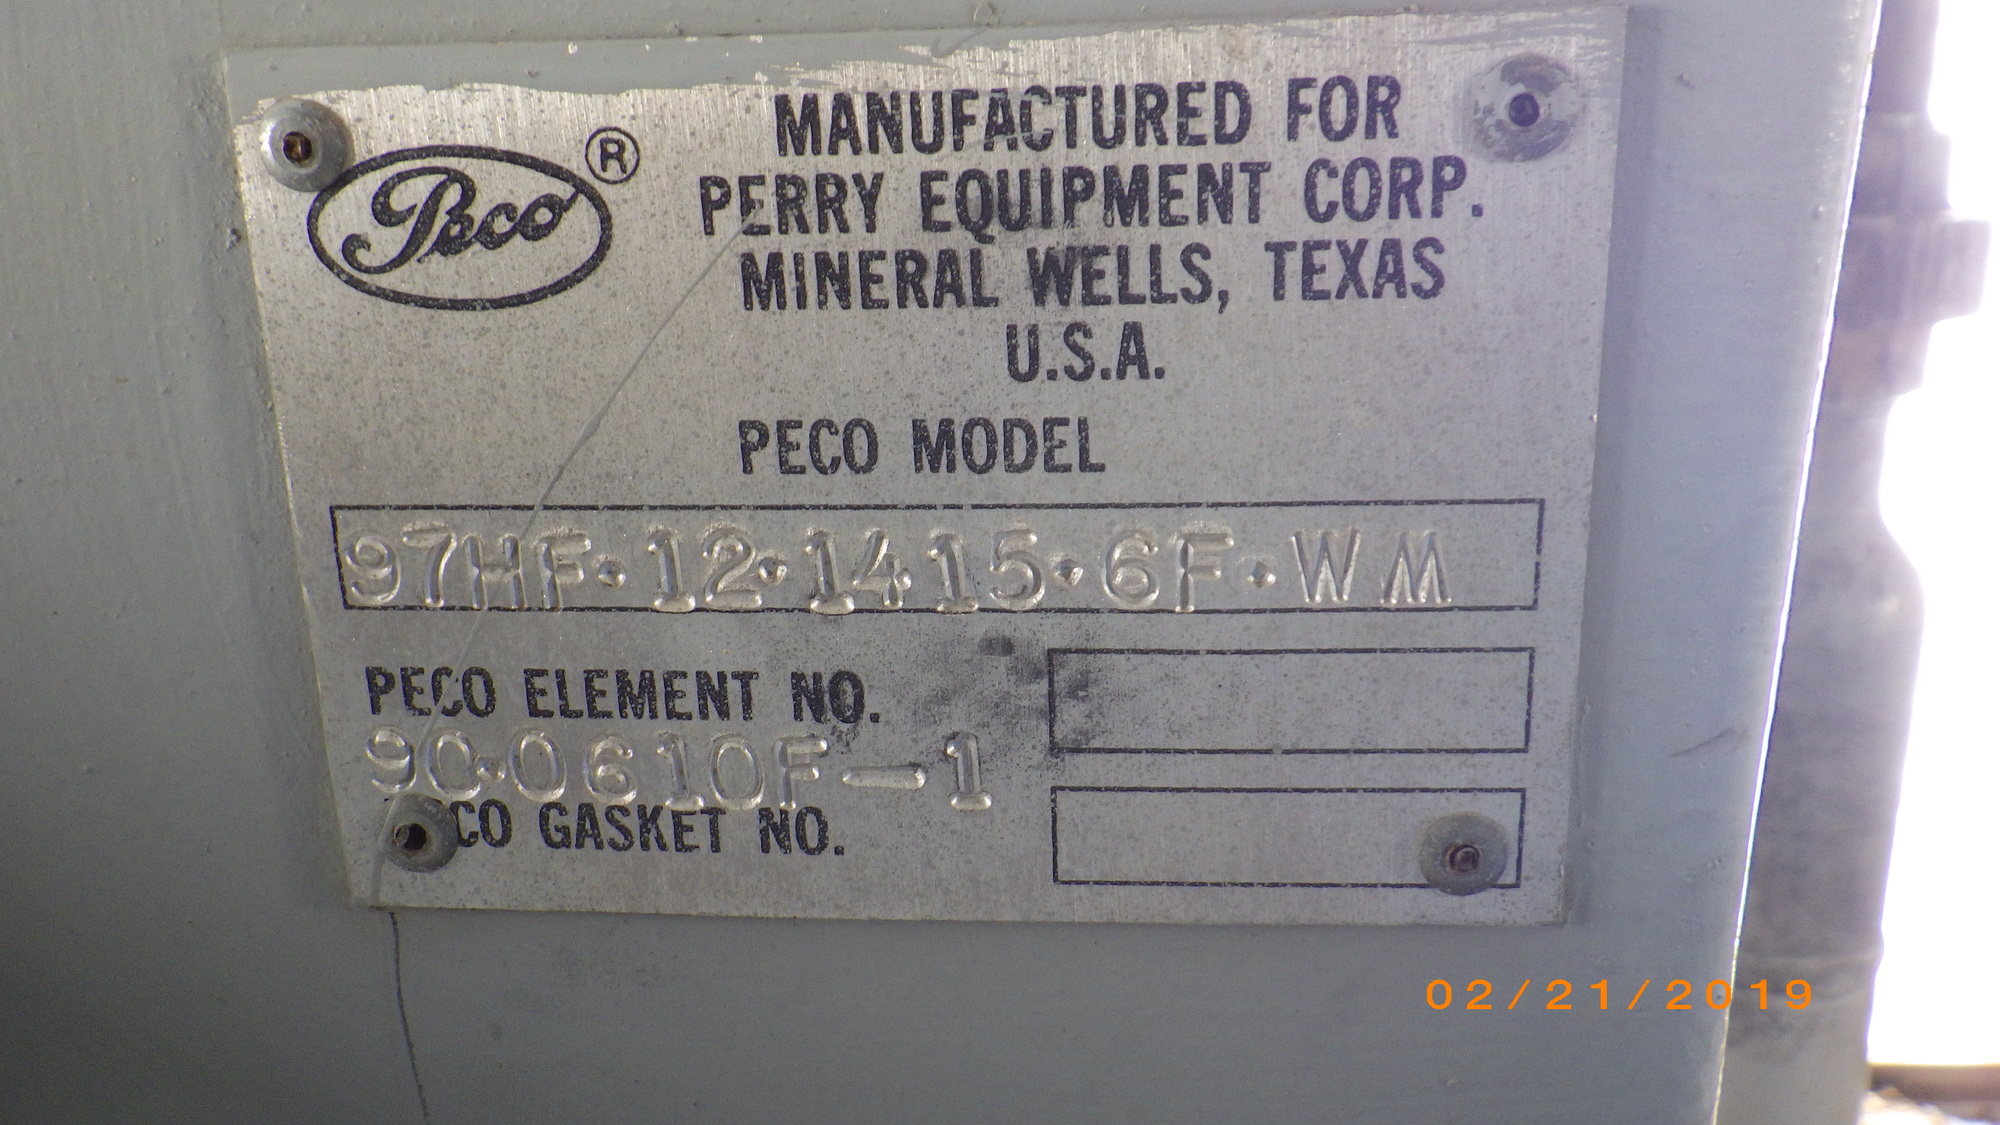 Peco ®
MANUFACTURED FOR
PERRY EQUIPMENT CORP.
MINERAL WELLS, TEXAS
U.S.A.
PECO MODEL
97HF·12·1415·6F·WM
PECO ELEMENT NO.
90·0610F-1
CO GASKET NO.
02/21/2019